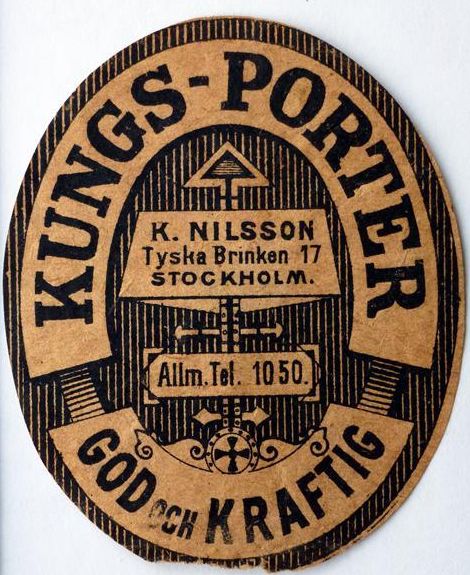 KUNGS-PORTER
K. NILSSON
Tyska Brinken 17
STOCKHOLM.
Allm. Tel. 1050.
GOD OCH KRAFTIG